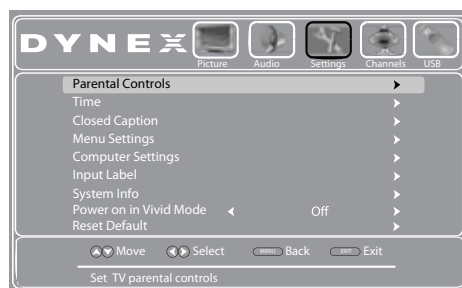 DYNEX
Picture Audio Settings Channels USB
Parental Controls
Time
Closed Caption
Menu Settings
Computer Settings
Input Label
System Info
Power on in Vivid Mode Off
Reset Default
Move Select MENU Back EXIT Exit
Set TV parental controls